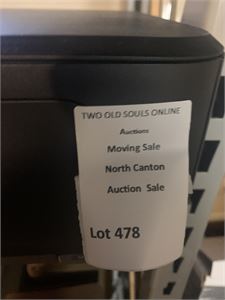 TWO OLD SOULS ONLINE
Auctions
Moving Sale
North Canton
Auction Sale
Lot 478